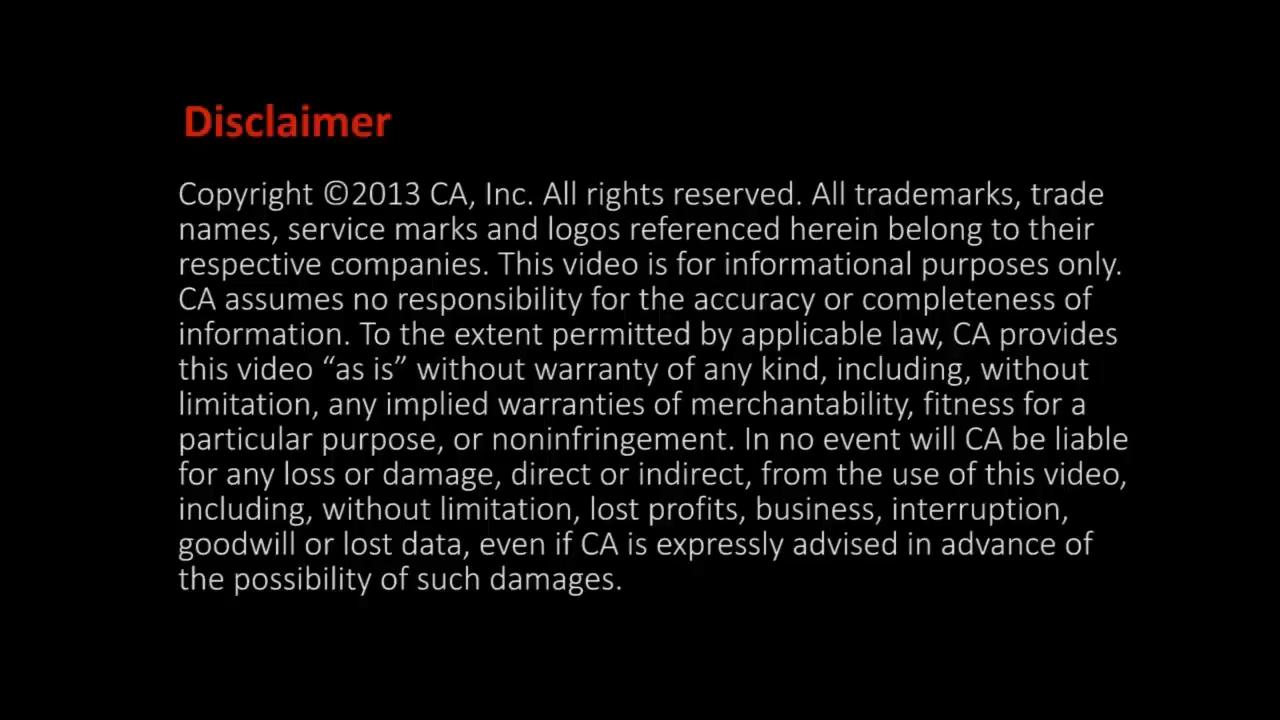 Disclaimer
Copyright ©2013 CA, Inc. All rights reserved. All trademarks, trade
names, service marks and logos referenced herein belong to their
respective companies. This video is for informational purposes only.
CA assumes no responsibility for the accuracy or completeness of
information. To the extent permitted by applicable law, CA provides
this video “as is” without warranty of any kind, including, without
limitation, any implied warranties of merchantability, fitness for a
particular purpose, or noninfringement. In no event will CA be liable
for any loss or damage, direct or indirect, from the use of this video,
including, without limitation, lost profits, business, interruption,
goodwill or lost data, even if CA is expressly advised in advance of
the possibility of such damages.